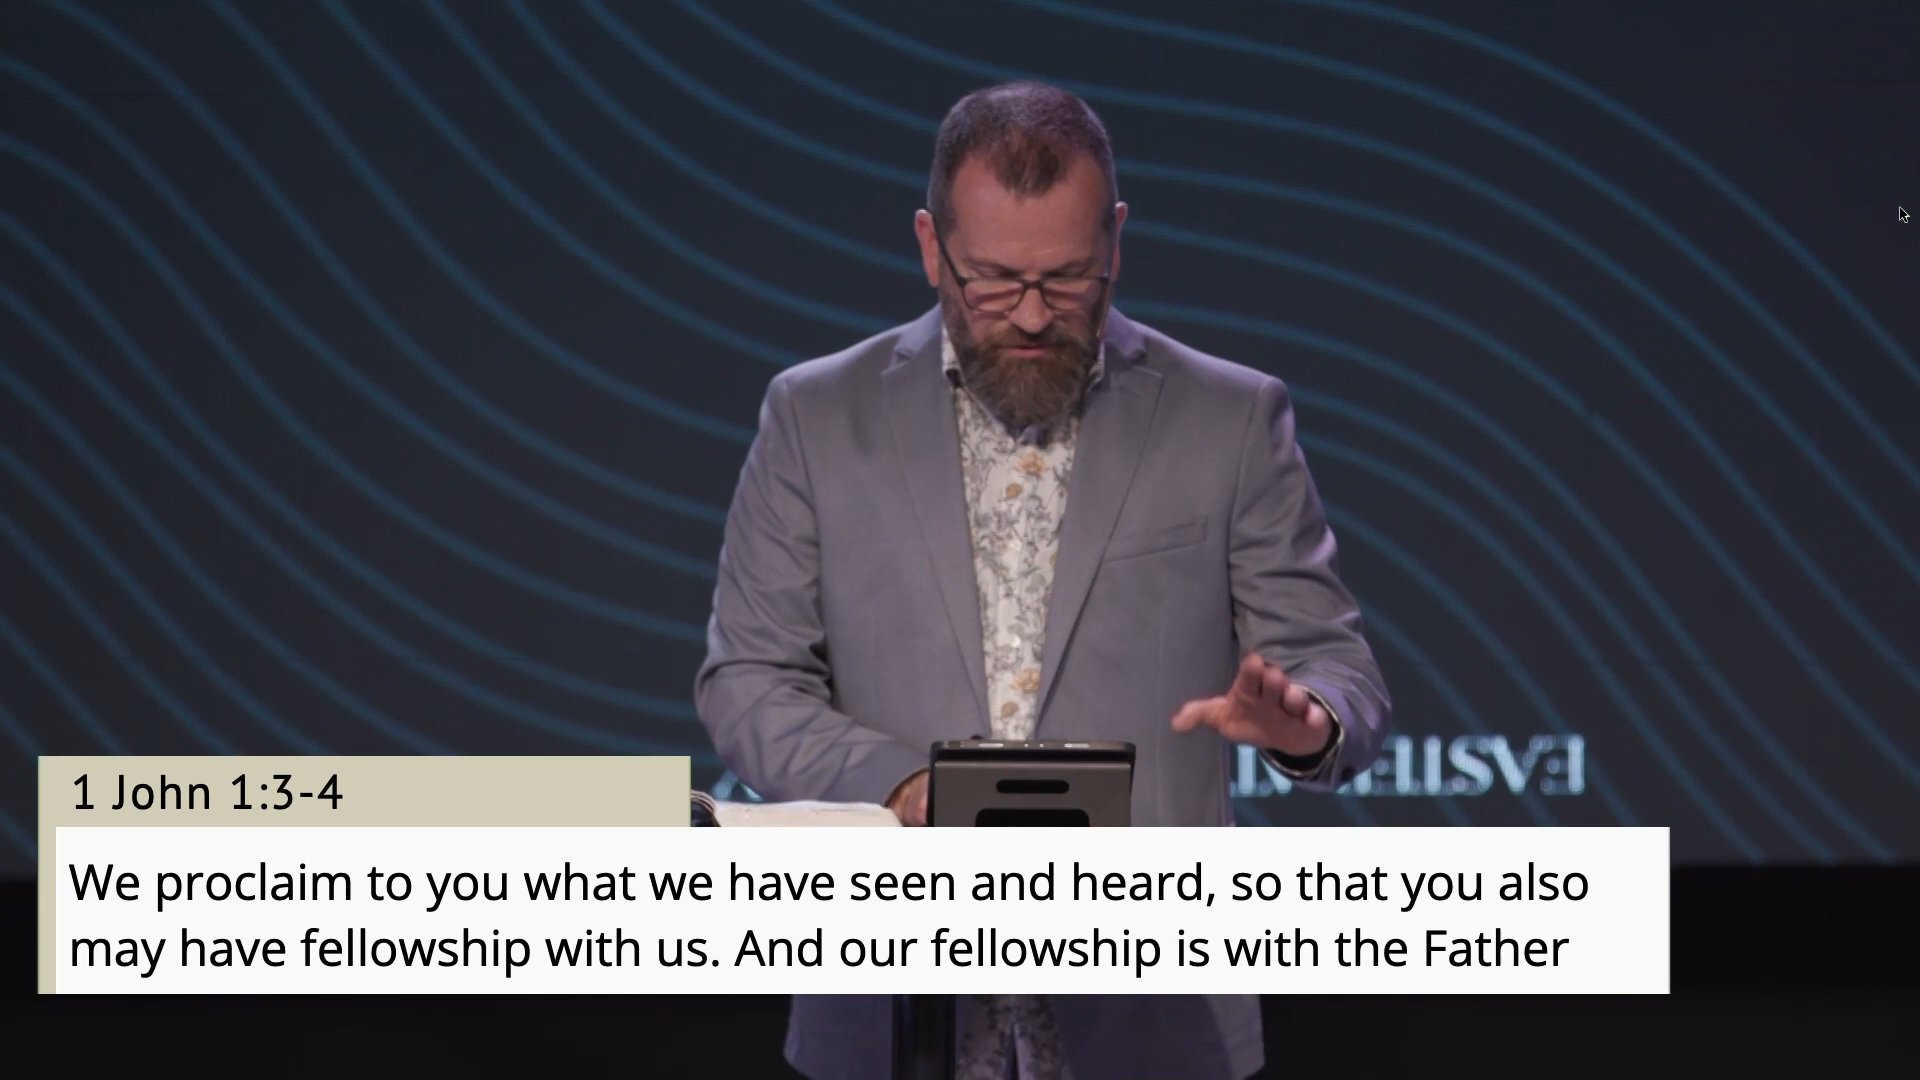 1 John 1:3-4
We proclaim to you what we have seen and heard, so that you also
may have fellowship with us. And our fellowship is with the Father